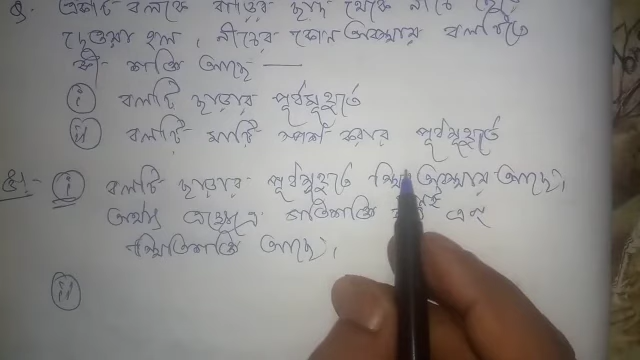 Q. একটি বলকে বাড়ির ছাদ থেকে নীচে ছেড়ে
দেওয়া হল। নীচের কোন অবস্থায় বলটিতে
কী শক্তি আছে —
(i) বলটি ছাড়ার পূর্বমুহূর্তে
(ii) বলটি মাটি স্পর্শ করার পূর্বমুহূর্তে
(i) বলটি ছাড়ার পূর্বমুহূর্তে স্থির অবস্থায় আছে।
অর্থাৎ এক্ষেত্রে গতিশক্তি নেই এবং
স্থিতিশক্তি আছে।
(ii)